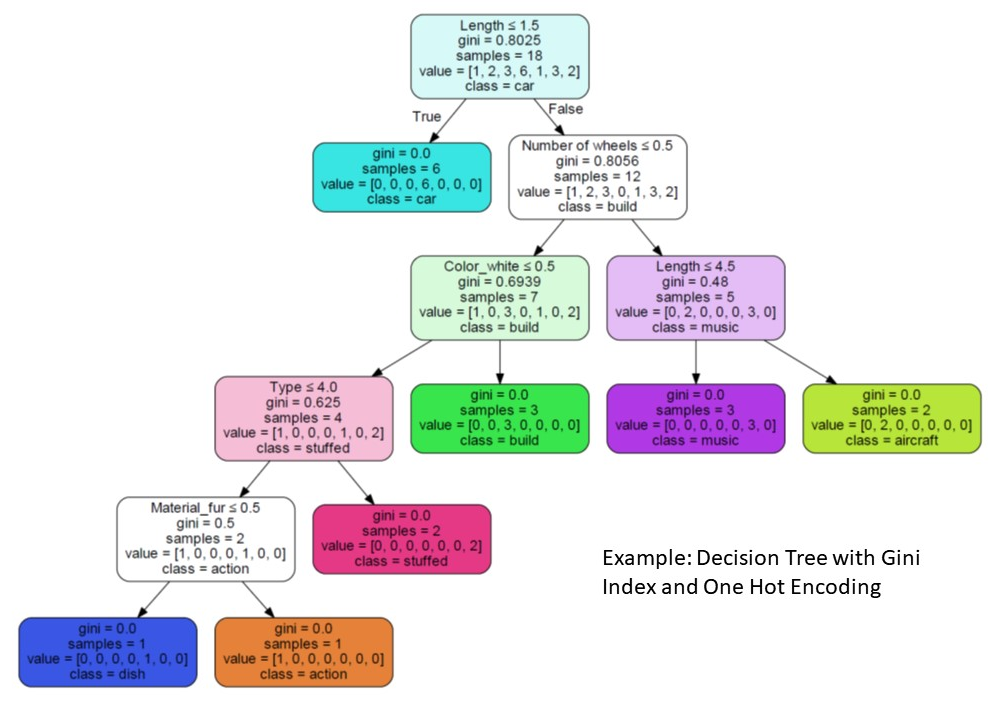 Length ≤ 1.5
gini = 0.8025
samples = 18
value = [1, 2, 3, 6, 1, 3, 2]
class = car
True
False
gini = 0.0
samples = 6
value = [0, 0, 0, 6, 0, 0, 0]
class = car
Number of wheels ≤ 0.5
gini = 0.8056
samples = 12
value = [1, 2, 3, 0, 1, 3, 2]
class = build
Color_white ≤ 0.5
gini = 0.6939
samples = 7
value = [1, 0, 3, 0, 1, 0, 2]
class = build
Length ≤ 4.5
gini = 0.48
samples = 5
value = [0, 2, 0, 0, 0, 3, 0]
class = music
Type ≤ 4.0
gini = 0.625
samples = 4
value = [1, 0, 0, 0, 1, 0, 2]
class = stuffed
gini = 0.0
samples = 3
value = [0, 0, 3, 0, 0, 0, 0]
class = build
gini = 0.0
samples = 3
value = [0, 0, 0, 0, 0, 3, 0]
class = music
gini = 0.0
samples = 2
value = [0, 2, 0, 0, 0, 0, 0]
class = aircraft
Material_fur ≤ 0.5
gini = 0.5
samples = 2
value = [1, 0, 0, 0, 1, 0, 0]
class = action
gini = 0.0
samples = 2
value = [0, 0, 0, 0, 0, 0, 2]
class = stuffed
Example: Decision Tree with Gini
Index and One Hot Encoding
gini = 0.0
samples = 1
value = [0, 0, 0, 0, 1, 0, 0]
class = dish
gini = 0.0
samples = 1
value = [1, 0, 0, 0, 0, 0, 0]
class = action